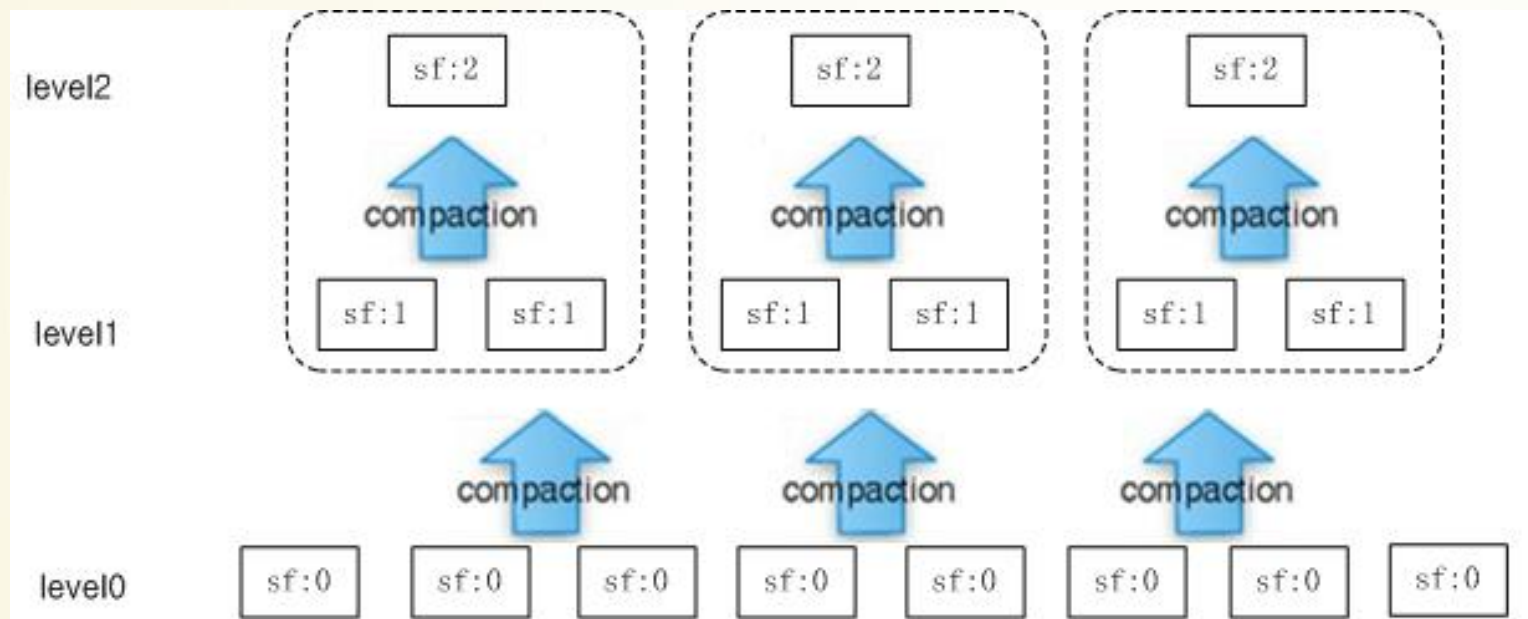 level2 sf:2 sf:2 sf:2
compaction compaction compaction
level1 sf:1 sf:1 sf:1 sf:1 sf:1 sf:1
compaction compaction compaction
level0 sf:0 sf:0 sf:0 sf:0 sf:0 sf:0 sf:0 sf:0